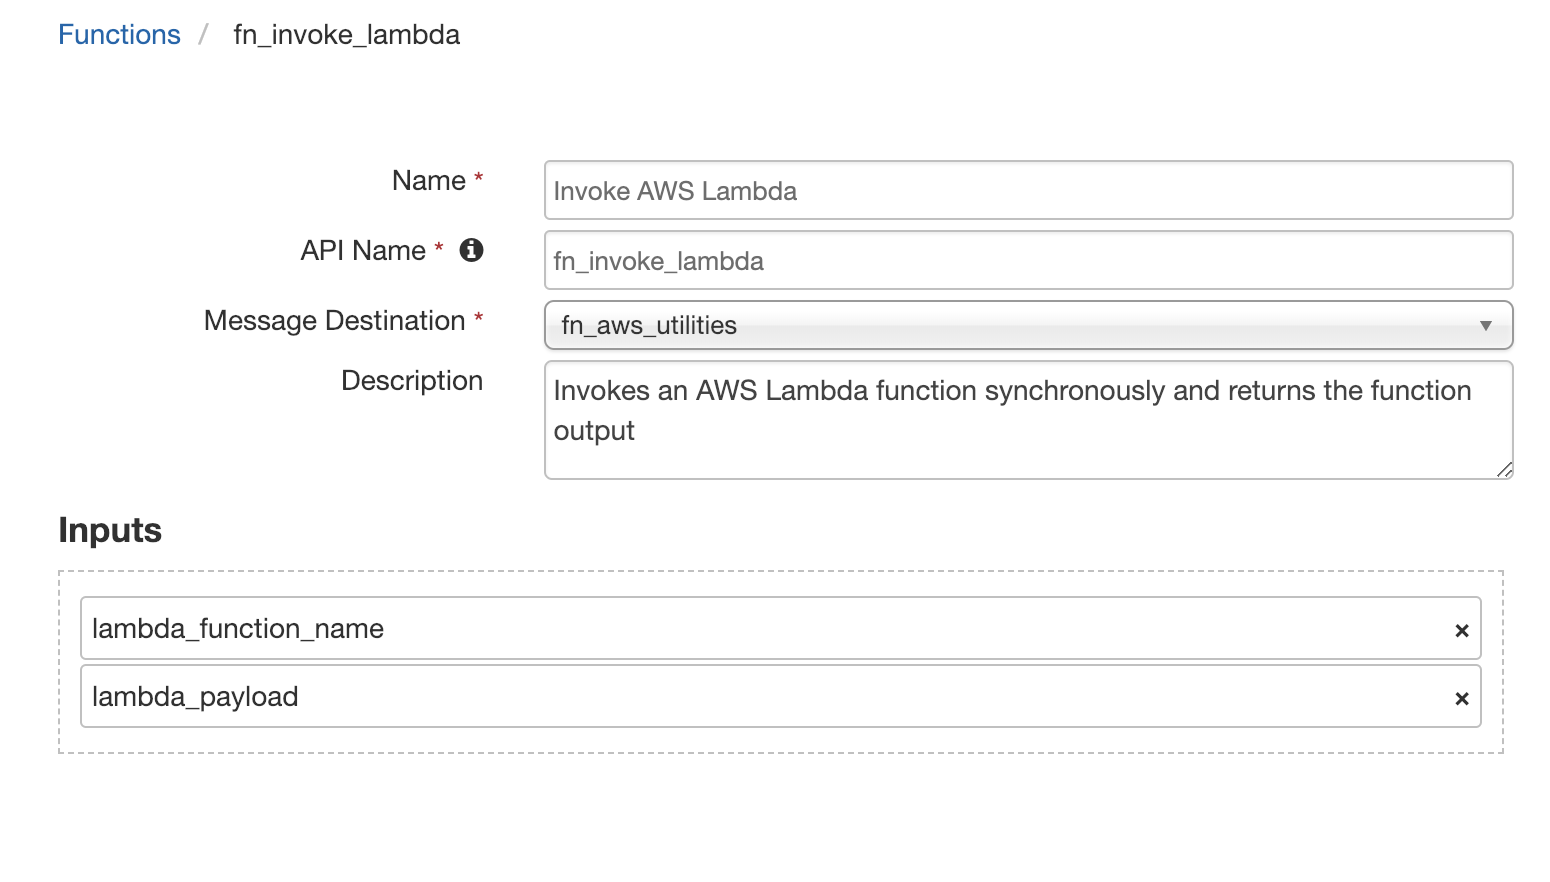 Functions / fn_invoke_lambda
Name *
Invoke AWS Lambda
API Name *
fn_invoke_lambda
Message Destination *
fn_aws_utilities
Description
Invokes an AWS Lambda function synchronously and returns the function
output
Inputs
lambda_function_name ×
lambda_payload ×